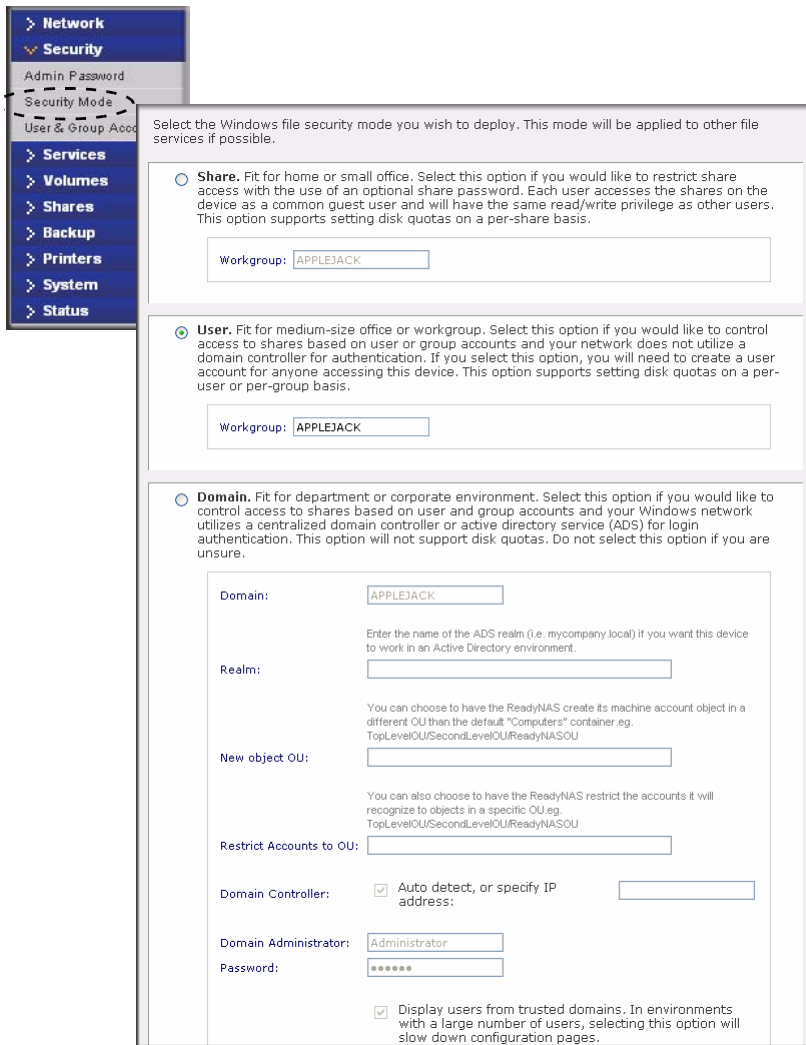 Network
Security
Admin Password
Security Mode
User & Group Acco
Services
Volumes
Shares
Backup
Printers
System
Status
Select the Windows file security mode you wish to deploy. This mode will be applied to other file
services if possible.
Share. Fit for home or small office. Select this option if you would like to restrict share
access with the use of an optional share password. Each user accesses the shares on the
device as a common guest user and will have the same read/write privilege as other users.
This option supports setting disk quotas on a per-share basis.
Workgroup: APPLEJACK
User. Fit for medium-size office or workgroup. Select this option if you would like to control
access to shares based on user or group accounts and your network does not utilize a
domain controller for authentication. If you select this option, you will need to create a user
account for anyone accessing this device. This option supports setting disk quotas on a per-
user or per-group basis.
Workgroup: APPLEJACK
Domain. Fit for department or corporate environment. Select this option if you would like to
control access to shares based on user and group accounts and your Windows network
utilizes a centralized domain controller or active directory service (ADS) for login
authentication. This option will not support disk quotas. Do not select this option if you are
unsure.
Domain: APPLEJACK
Enter the name of the ADS realm (i.e. mycompany.local) if you want this device
to work in an Active Directory environment.
Realm:
You can choose to have the ReadyNAS create its machine account object in a
different OU than the default "Computers" container.eg.
TopLevelOU/SecondLevelOU/ReadyNASOU
New object OU:
You can also choose to have the ReadyNAS restrict the accounts it will
recognize to objects in a specific OU.eg.
TopLevelOU/SecondLevelOU/ReadyNASOU
Restrict Accounts to OU:
Domain Controller: Auto detect, or specify IP
address:
Domain Administrator: Administrator
Password: ••••••
Display users from trusted domains. In environments
with a large number of users, selecting this option will
slow down configuration pages.